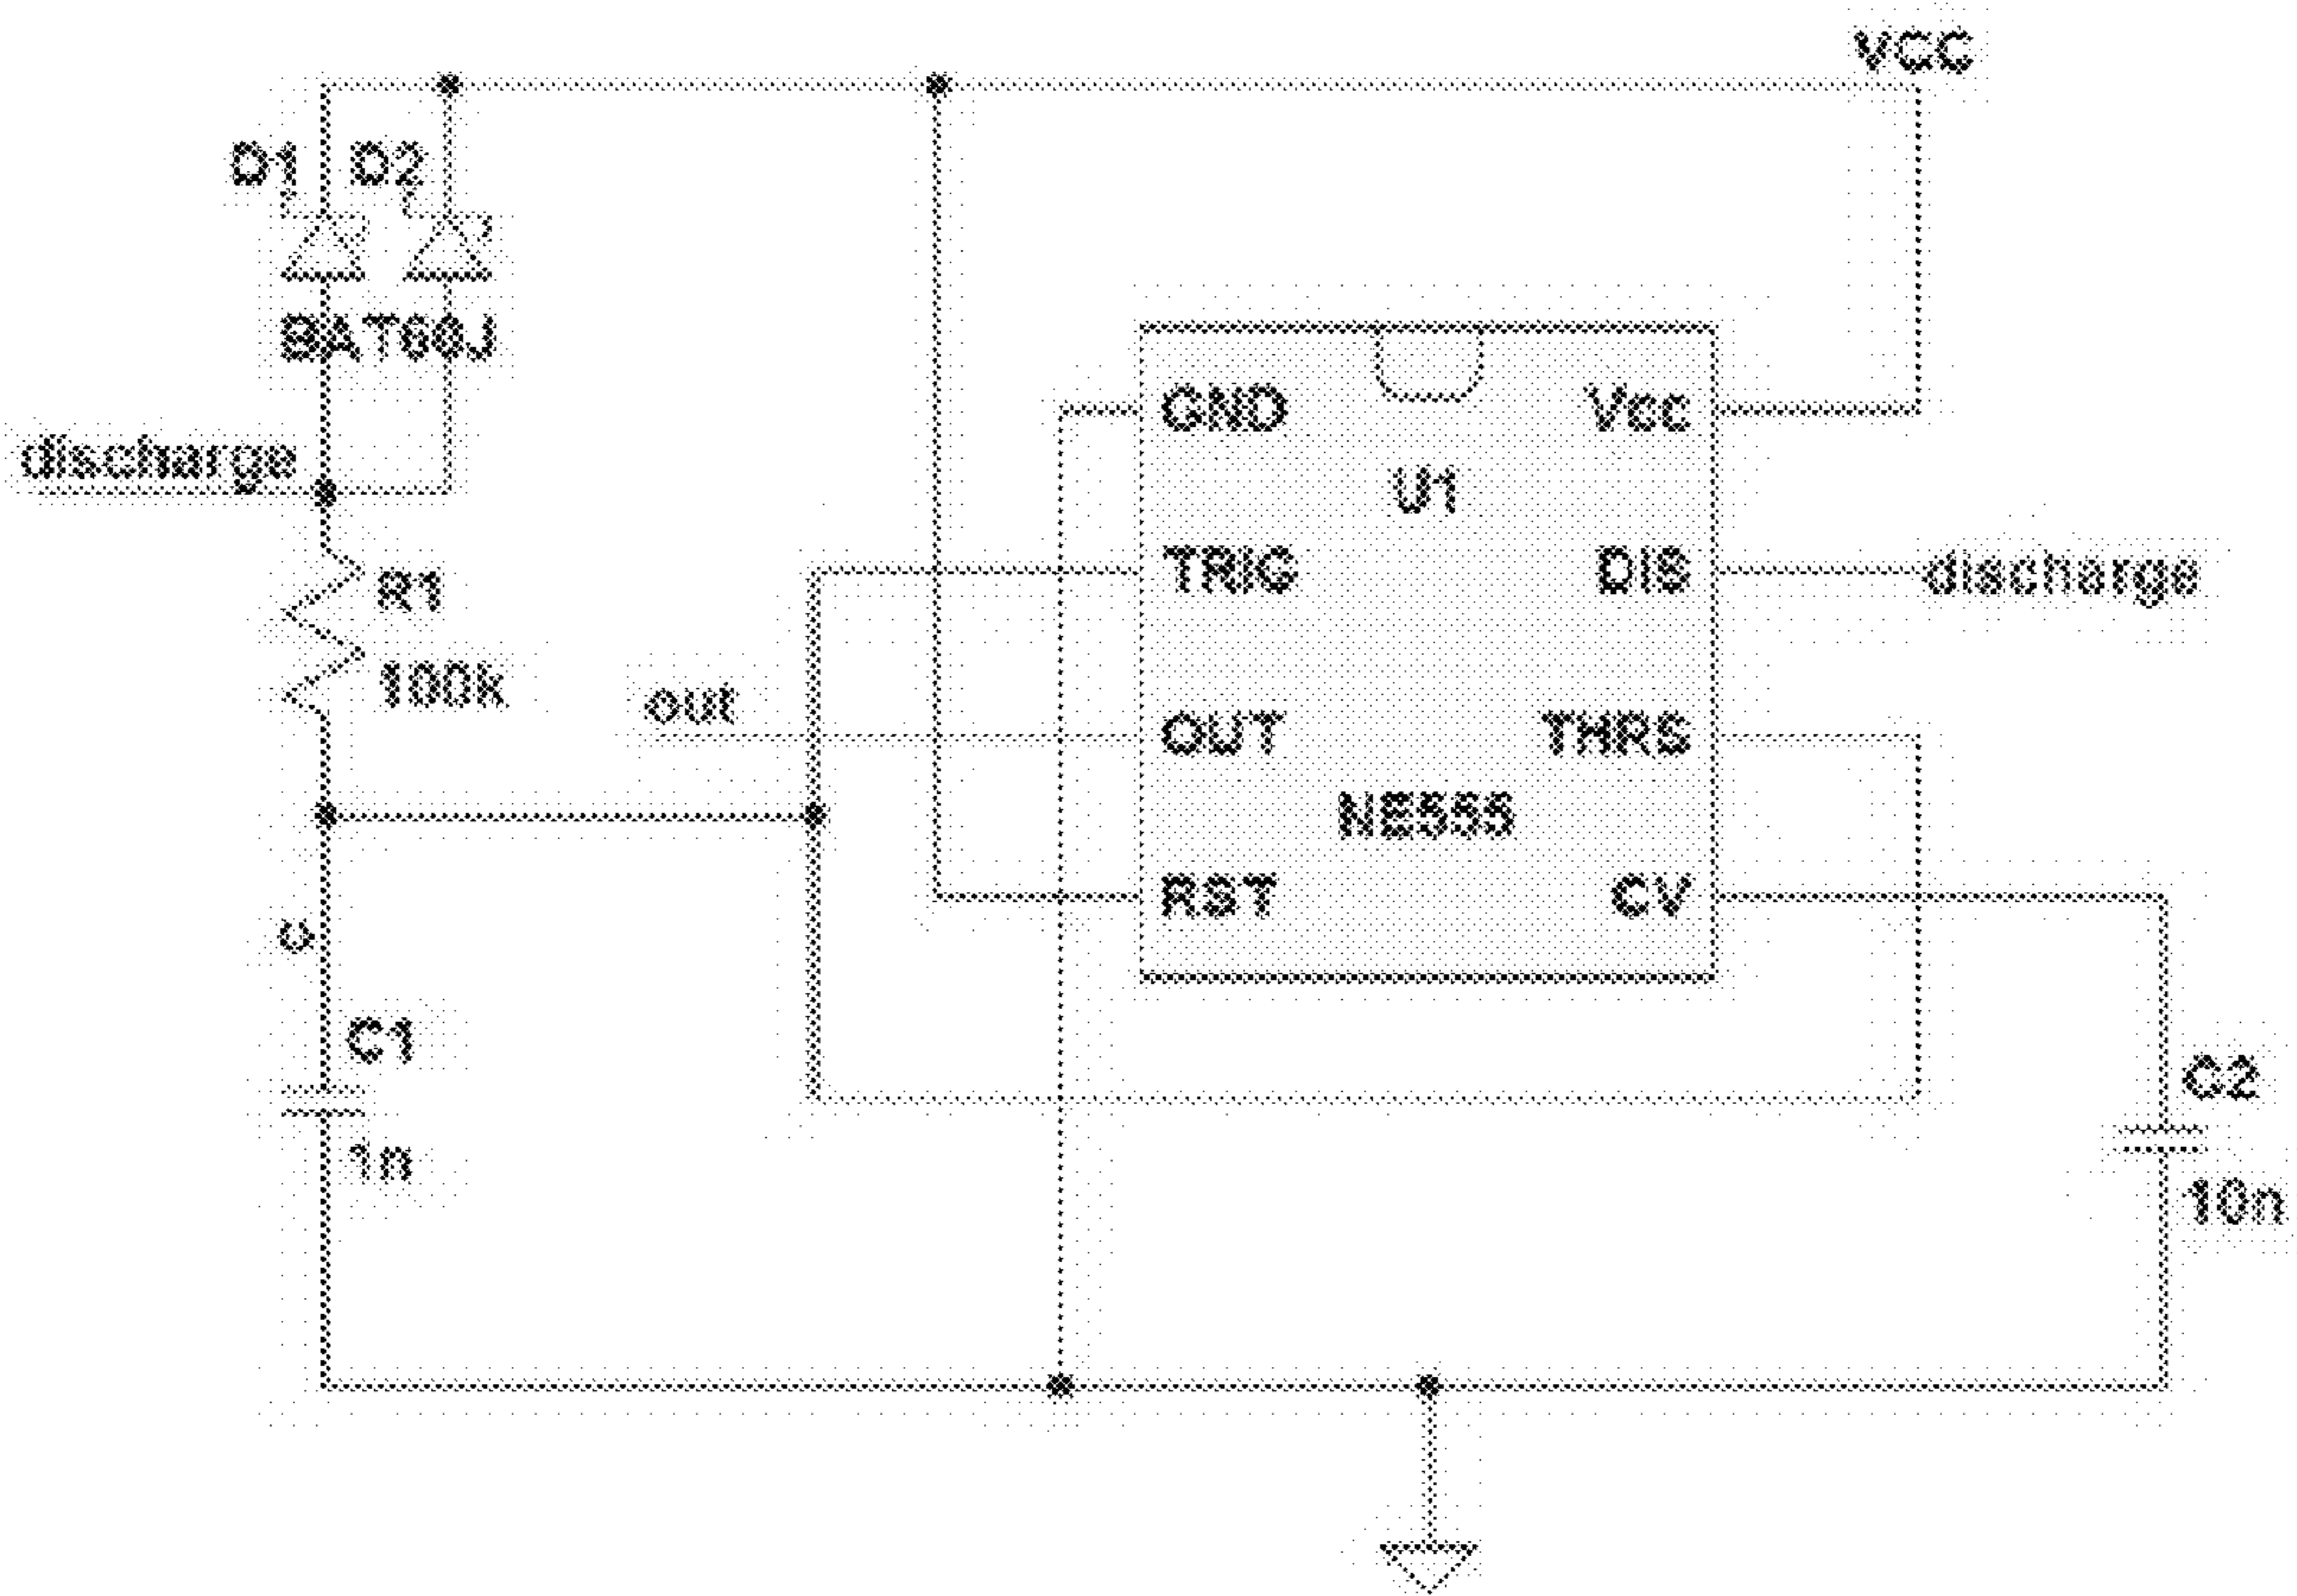 VCC
D1 D2
BAT60J
discharge
GND Vcc
U1
TRIG DIS discharge
R1
100k
out
OUT THRS
NE555
RST CV
c
C1
C2
1n
10n